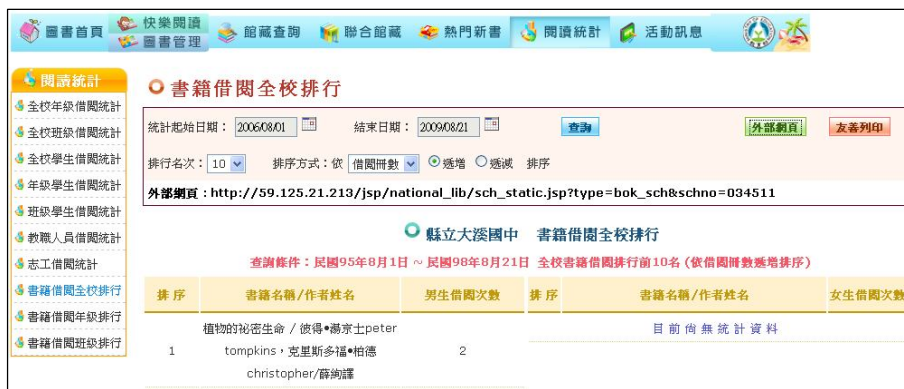 圖書首頁
快樂閱讀
圖書管理
館藏查詢
聯合館藏
熱門新書
閱讀統計
活動訊息
閱讀統計
全校年級借閱統計
全校班級借閱統計
全校學生借閱統計
年級學生借閱統計
班級學生借閱統計
教職人員借閱統計
志工借閱統計
書籍借閱全校排行
書籍借閱年級排行
書籍借閱班級排行
書籍借閱全校排行
統計起始日期： 2006/08/01 結束日期： 2009/08/21 查詢 外部網頁 友善列印
排行名次： 10 排序方式：依 借閱冊數 遞增 遞減 排序
外部網頁：http://59.125.21.213/jsp/national_lib/sch_static.jsp?type=bok_sch&schno=034511
縣立大溪國中 書籍借閱全校排行
查詢條件：民國95年8月1日 ~ 民國98年8月21日 全校書籍借閱排行前10名 (依借閱冊數遞增排序)
排序 書籍名稱/作者姓名 男生借閱次數 排序 書籍名稱/作者姓名 女生借閱次數
植物的祕密生命 / 彼得•湯京士peter
1 tompkins，克里斯多福•柏德 2
christopher/薛絢譯
目前尚無統計資料